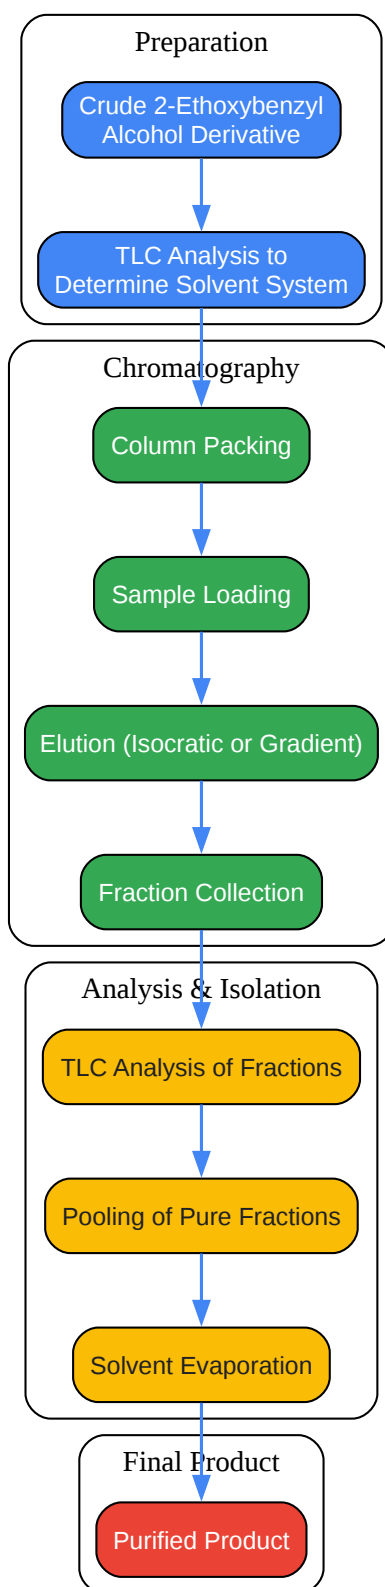 Preparation
Crude 2-Ethoxybenzyl
Alcohol Derivative
TLC Analysis to
Determine Solvent System
Chromatography
Column Packing
Sample Loading
Elution (Isocratic or Gradient)
Fraction Collection
Analysis & Isolation
TLC Analysis of Fractions
Pooling of Pure Fractions
Solvent Evaporation
Final Product
Purified Product